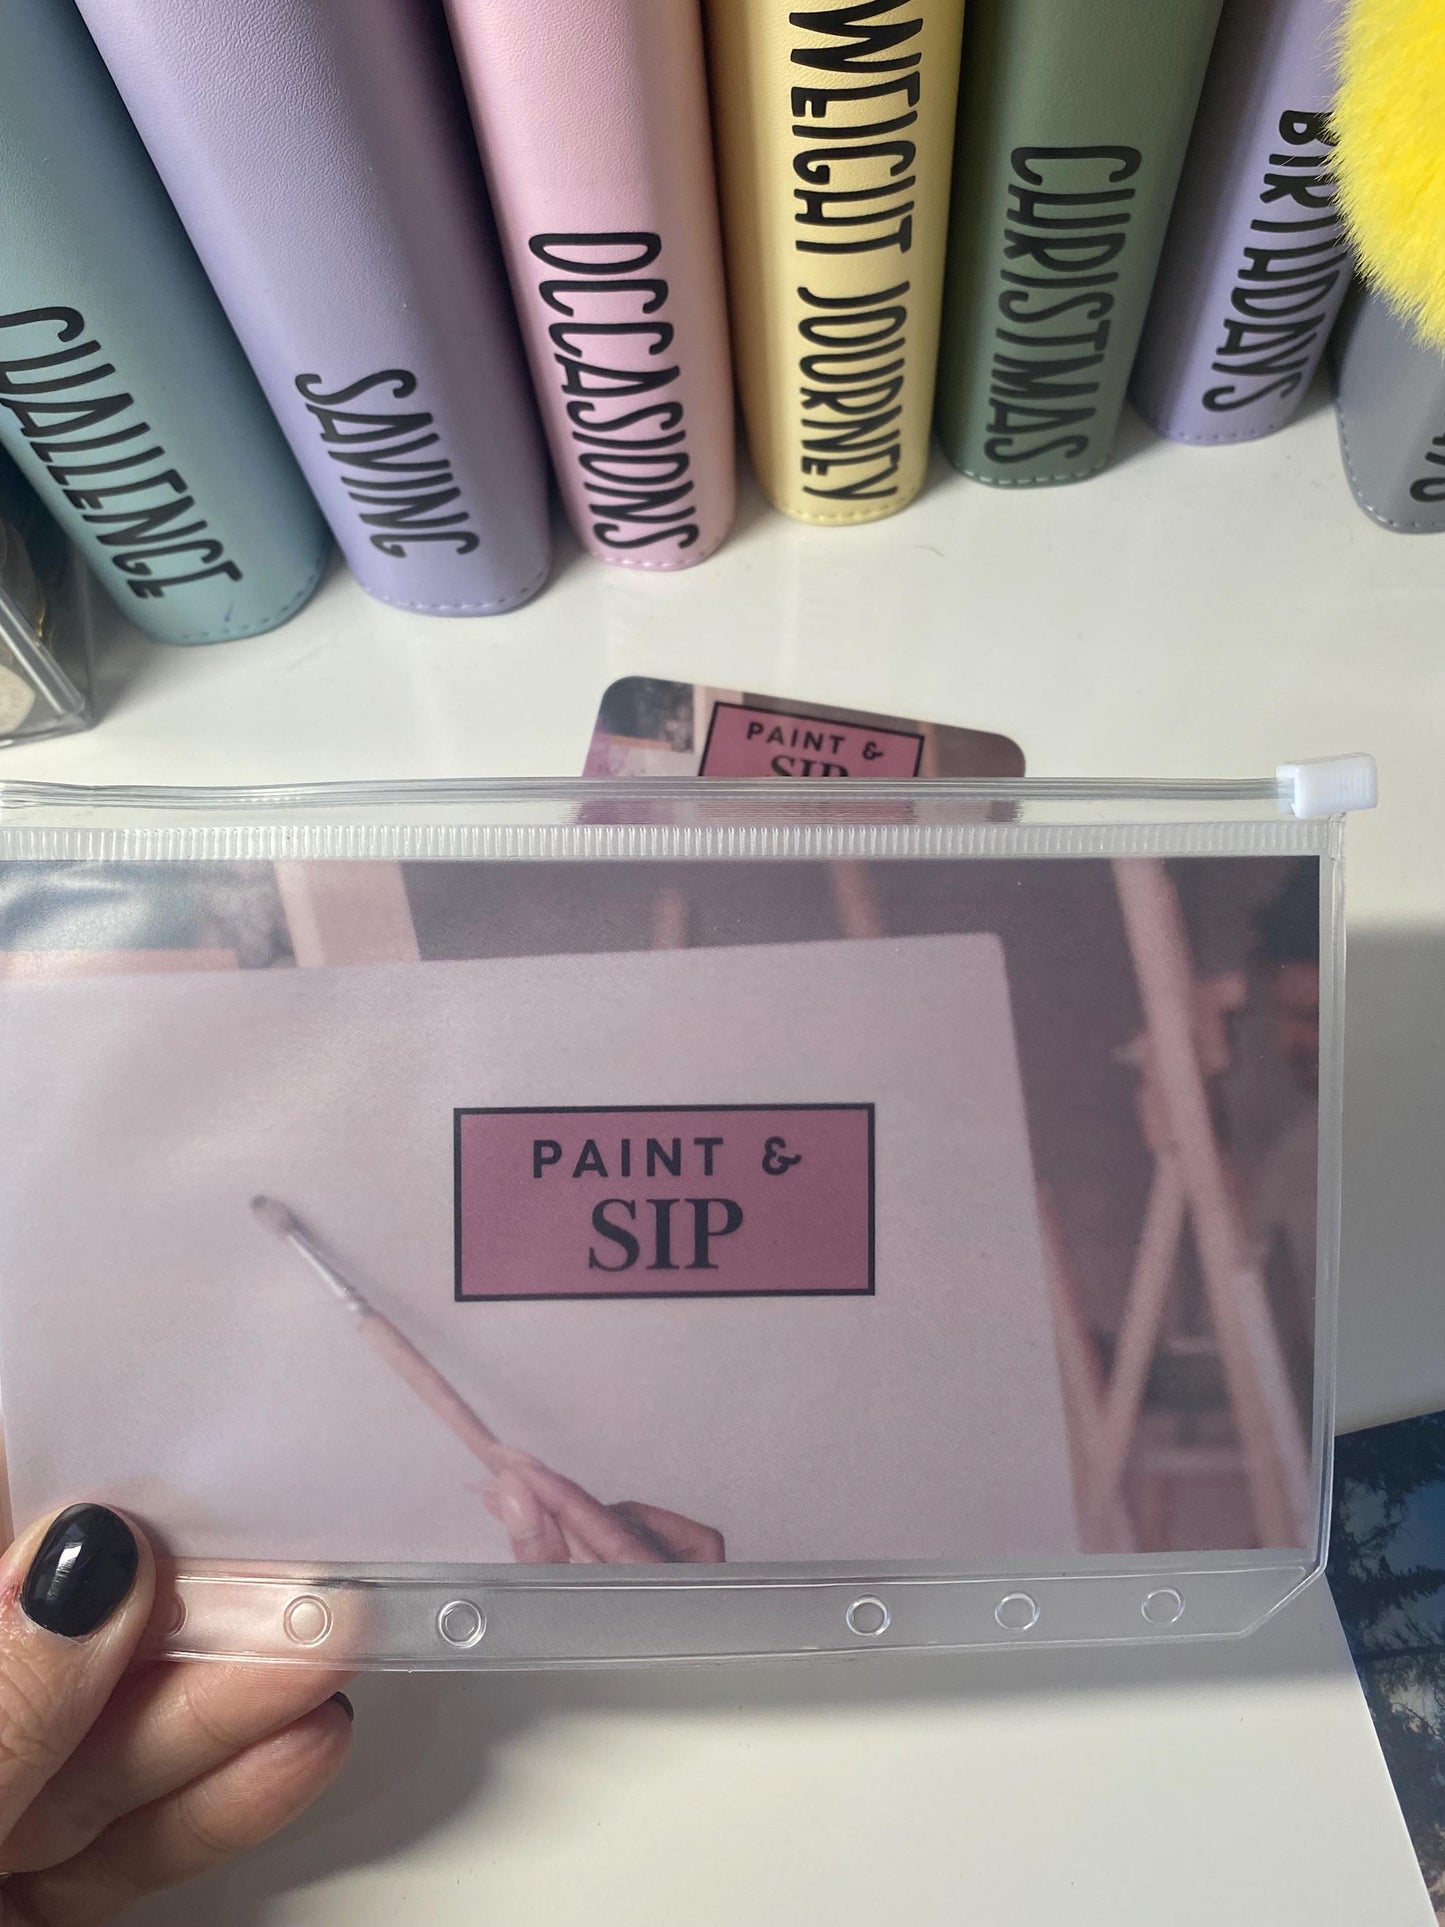 CHALLENGE
SAVING
OCCASIONS
WEIGHT JOURNEY
CHRISTMAS
BIRTHDAYS
PAINT &
SIP
PAINT &
SIP